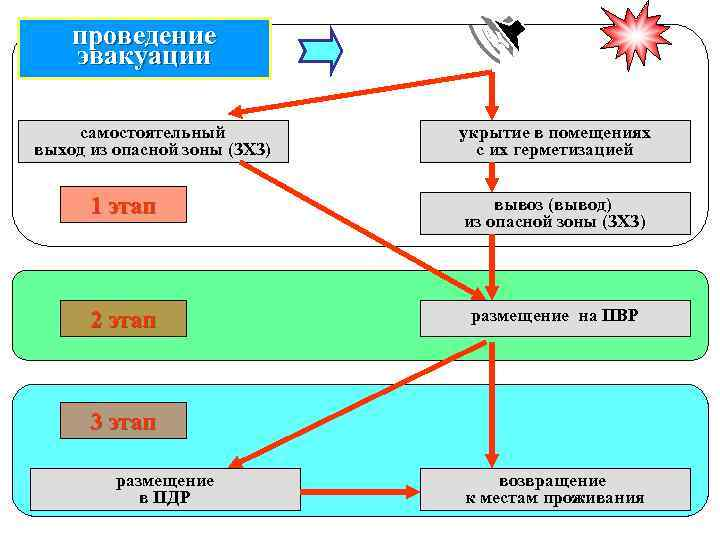 проведение
эвакуации
самостоятельный
выход из опасной зоны (ЗХЗ)
укрытие в помещениях
с их герметизацией
1 этап
вывоз (вывод)
из опасной зоны (ЗХЗ)
2 этап
размещение на ПВР
3 этап
размещение
в ПДР
возвращение
к местам проживания